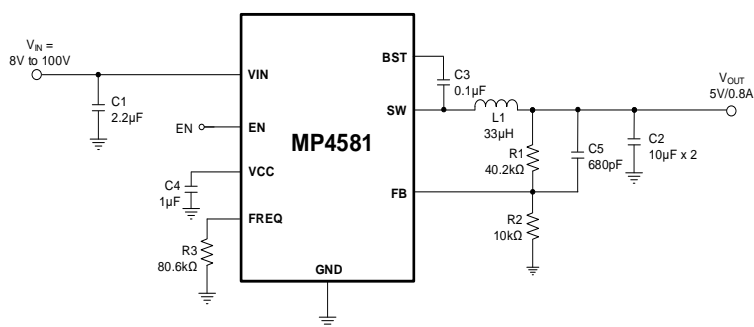 VIN =
8V to 100V
C1
2.2µF
EN
C4
1µF
R3
80.6kΩ
VIN
EN
VCC
FREQ
MP4581
GND
BST
SW
FB
C3
0.1µF
L1
33µH
R1
40.2kΩ
R2
10kΩ
C5
680pF
C2
10µF x 2
VOUT
5V/0.8A